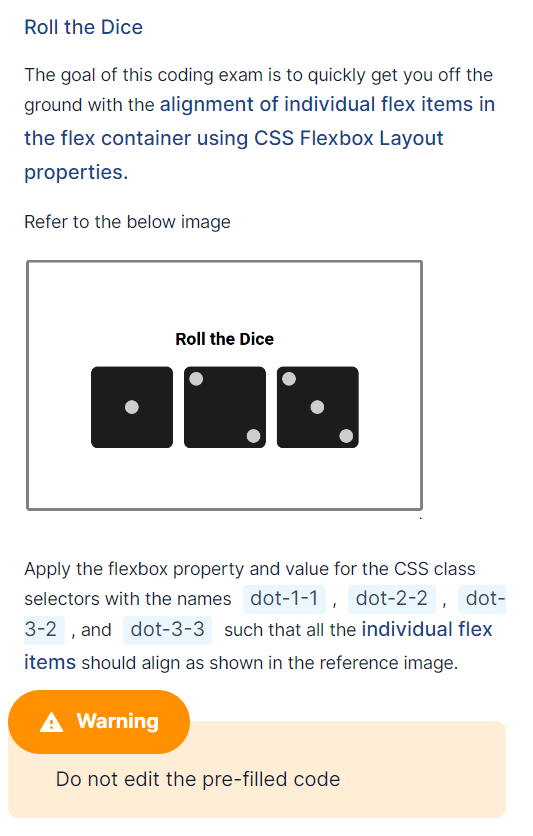 Roll the Dice
The goal of this coding exam is to quickly get you off the
ground with the alignment of individual flex items in
the flex container using CSS Flexbox Layout
properties.
Refer to the below image
Roll the Dice
Apply the flexbox property and value for the CSS class
selectors with the names dot-1-1 , dot-2-2 , dot-
3-2 , and dot-3-3 such that all the individual flex
items should align as shown in the reference image.
Warning
Do not edit the pre-filled code